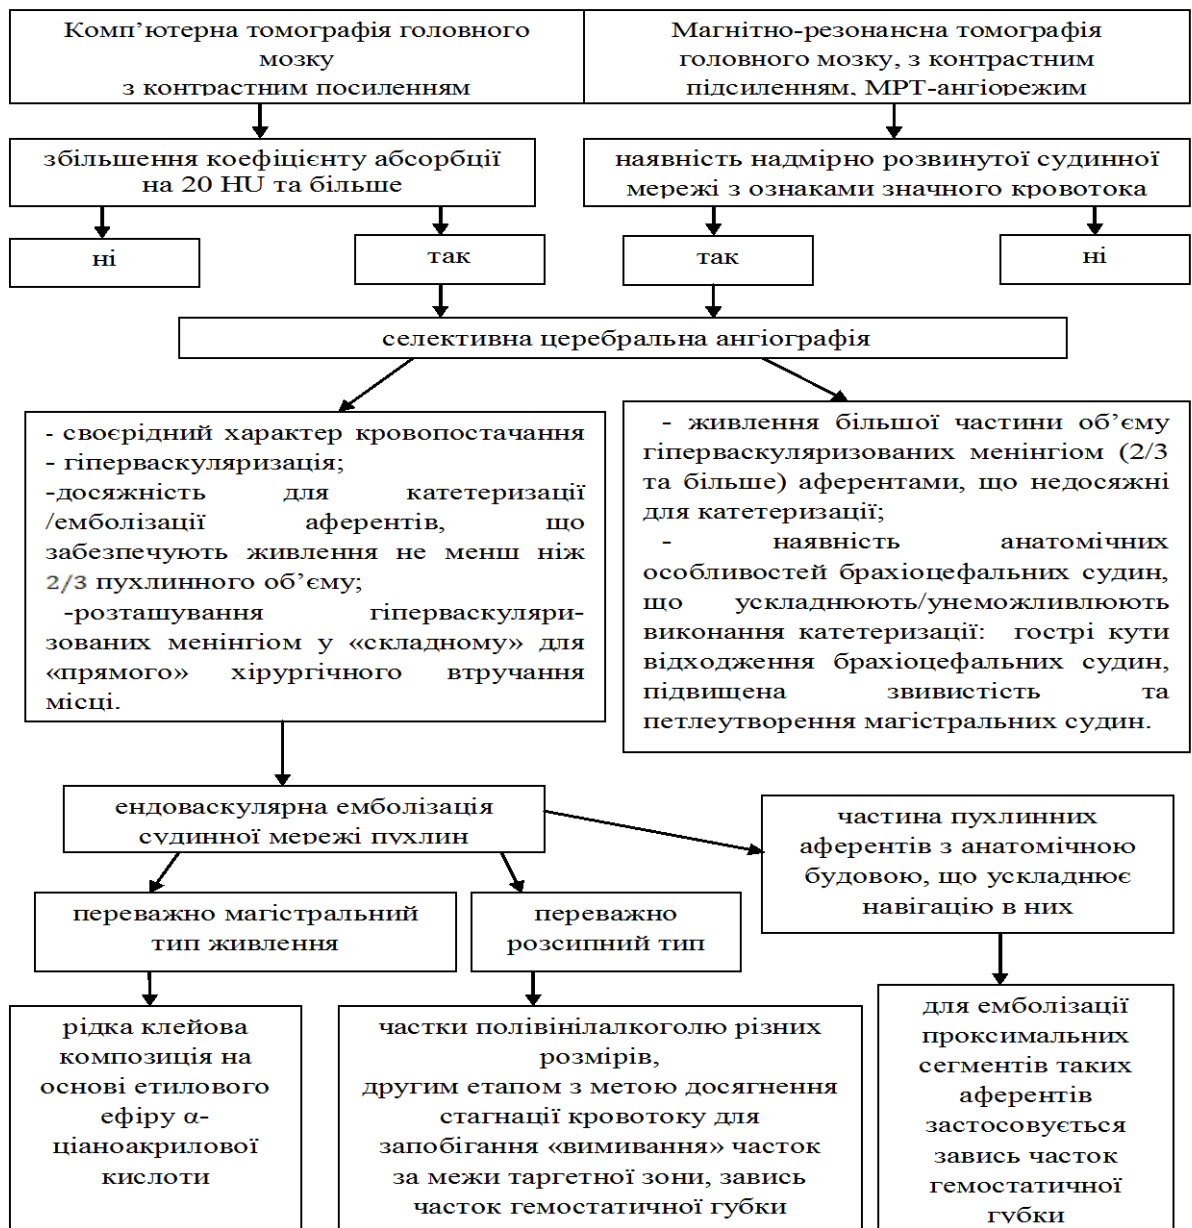 Комп’ютерна томографія головного
мозку
з контрастним посиленням
Магнітно-резонансна томографія
головного мозку, з контрастним
підсиленням, МРТ-ангіорежим
збільшення коефіцієнту абсорбції
на 20 HU та більше
наявність надмірно розвинутої судинної
мережі з ознаками значного кровотока
ні
так
так
ні
селективна церебральна ангіографія
- своєрідний характер кровопостачання
- гіперваскуляризація;
-досяжність для катетеризації
/емболізації аферентів, що
забезпечують живлення не менш ніж
2/3 пухлинного об’єму;
-розташування гіперваскуляри-
зованих менінгіом у «складному» для
«прямого» хірургічного втручання
місці.
- живлення більшої частини об’єму
гіперваскуляризованих менінгіом (2/3
та більше) аферентами, що недосяжні
для катетеризації;
- наявність анатомічних
особливостей брахіоцефальних судин,
що ускладнюють/унеможливлюють
виконання катетеризації: гострі кути
відходження брахіоцефальних судин,
підвищена звивистість та
петлеутворення магістральних судин.
ендоваскулярна емболізація
судинної мережі пухлин
частина пухлинних
аферентів з анатомічною
будовою, що ускладнює
навігацію в них
переважно магістральний
тип живлення
переважно
розсипний тип
рідка клейова
композиція на
основі етилового
ефіру α-
ціаноакрилової
кислоти
частки полівінілалкоголю різних
розмірів,
другим етапом з метою досягнення
стагнації кровотоку для
запобігання «вимивання» часток
за межи таргетної зони, завись
часток гемостатичної губки
для емболізації
проксимальних
сегментів таких
аферентів
застосовується
завись часток
гемостатичної
губки